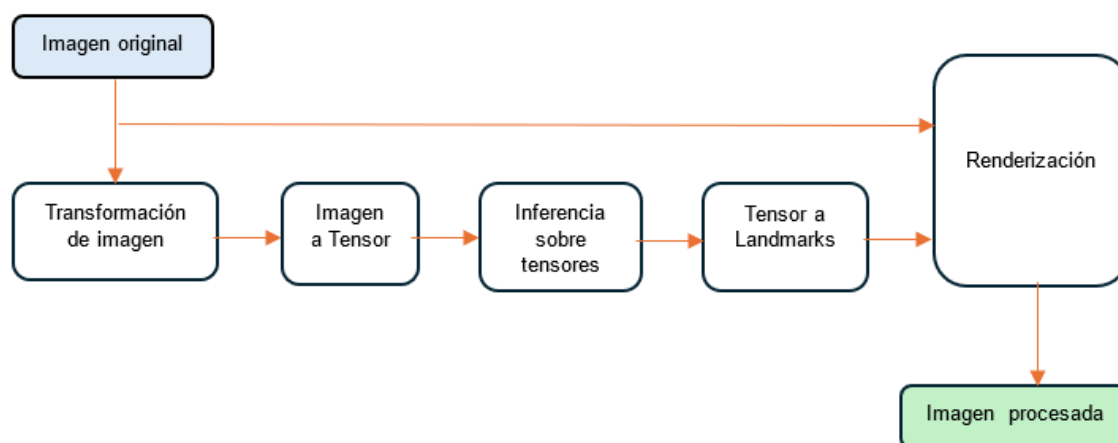 Imagen original
Renderización
Transformación
de imagen
Imagen
a Tensor
Inferencia
sobre
tensores
Tensor a
Landmarks
Imagen procesada